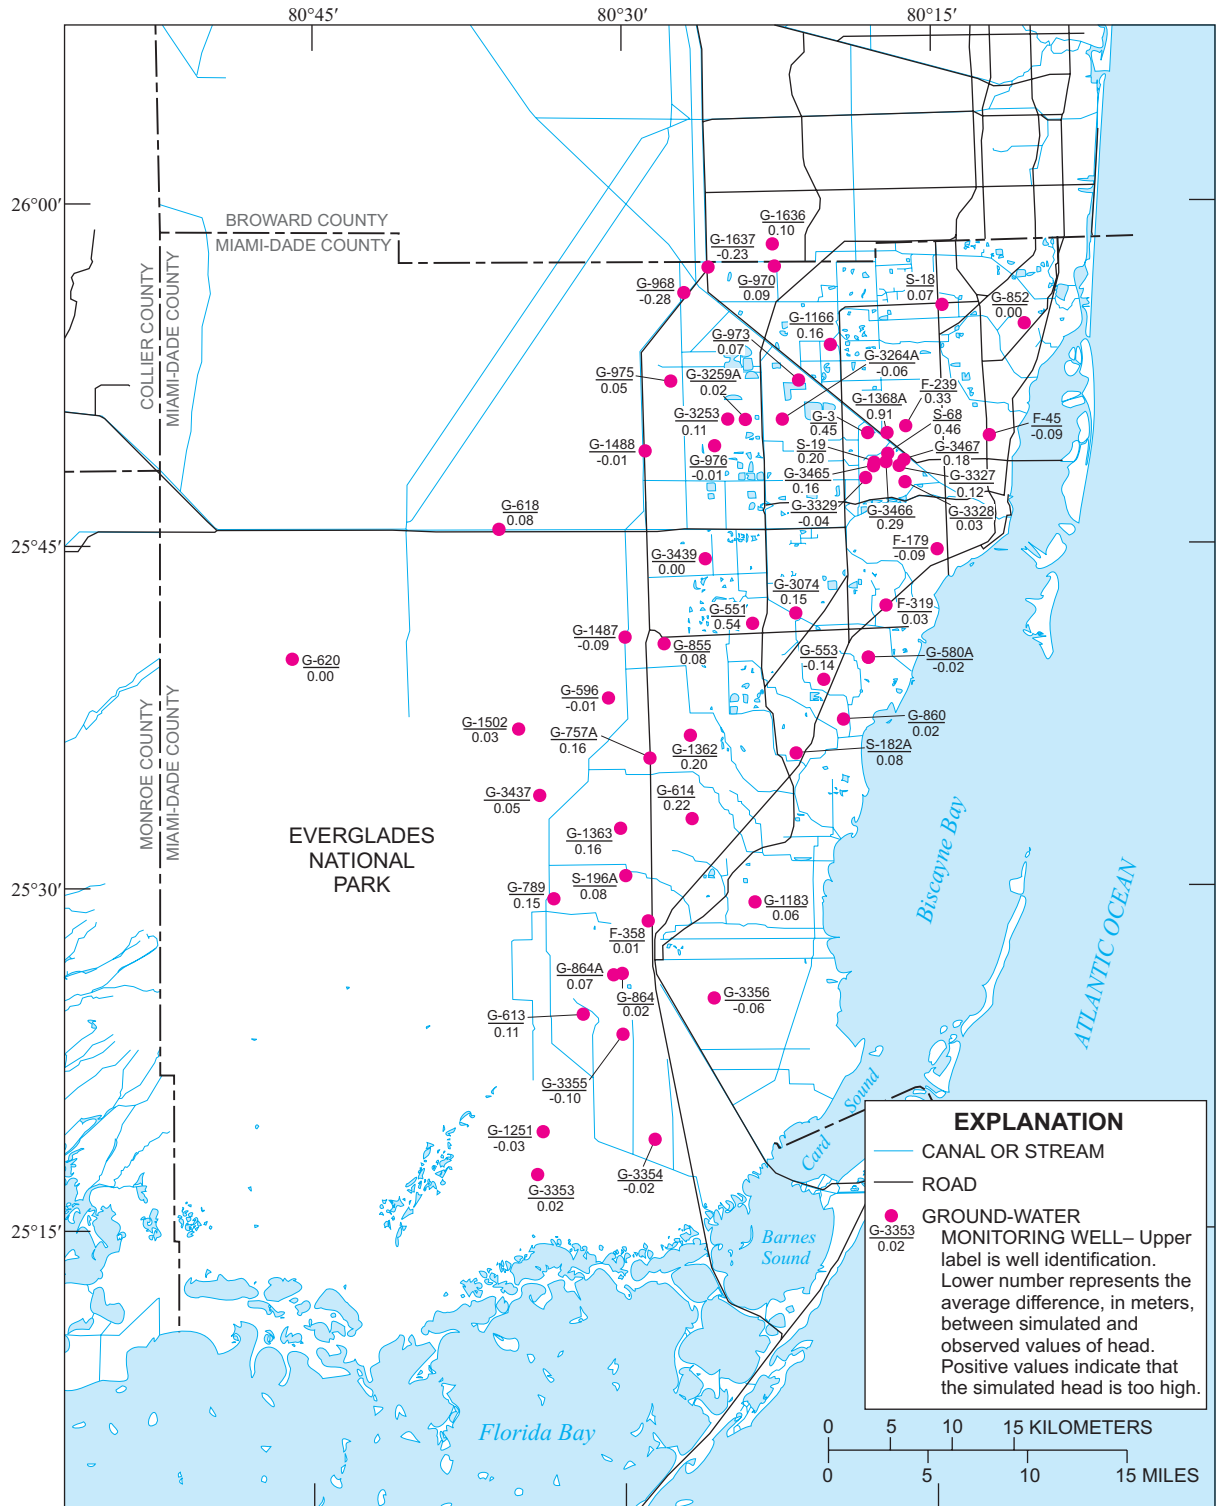 80°45′
80°30′
80°15′
26°00′
BROWARD COUNTY
MIAMI-DADE COUNTY
COLLIER COUNTY
MIAMI-DADE COUNTY
G-1636
0.10
G-1637
-0.23
G-968
-0.28
G-970
0.09
S-18
0.07
G-852
0.00
G-1166
0.16
G-973
0.07
G-3264A
-0.06
G-975
0.05
G-3259A
0.02
F-239
0.33
G-1368A
0.91
G-3253
0.11
G-3
0.45
S-68
0.46
F-45
-0.09
G-1488
-0.01
G-976
-0.01
S-19
0.20
G-3467
0.18
G-3465
0.16
G-3327
0.12
G-3329
-0.04
G-3466
0.29
G-3328
0.03
G-618
0.08
25°45′
F-179
-0.09
G-3439
0.00
G-3074
0.15
G-551
0.54
F-319
0.03
G-1487
-0.09
G-855
0.08
G-553
-0.14
G-580A
-0.02
G-620
0.00
G-596
-0.01
G-1502
0.03
G-757A
0.16
G-1362
0.20
G-860
0.02
S-182A
0.08
MONROE COUNTY
MIAMI-DADE COUNTY
G-3437
0.05
G-614
0.22
EVERGLADES
NATIONAL
PARK
G-1363
0.16
Biscayne Bay
ATLANTIC OCEAN
25°30′
G-789
0.15
S-196A
0.08
G-1183
0.06
F-358
0.01
G-864A
0.07
G-864
0.02
G-3356
-0.06
G-613
0.11
G-3355
-0.10
G-1251
-0.03
G-3354
-0.02
G-3353
0.02
Card Sound
25°15′
Barnes
Sound
Florida Bay
EXPLANATION
CANAL OR STREAM
ROAD
G-3353
0.02
GROUND-WATER
MONITORING WELL– Upper
label is well identification.
Lower number represents the
average difference, in meters,
between simulated and
observed values of head.
Positive values indicate that
the simulated head is too high.
0 5 10 15 KILOMETERS
0 5 10 15 MILES